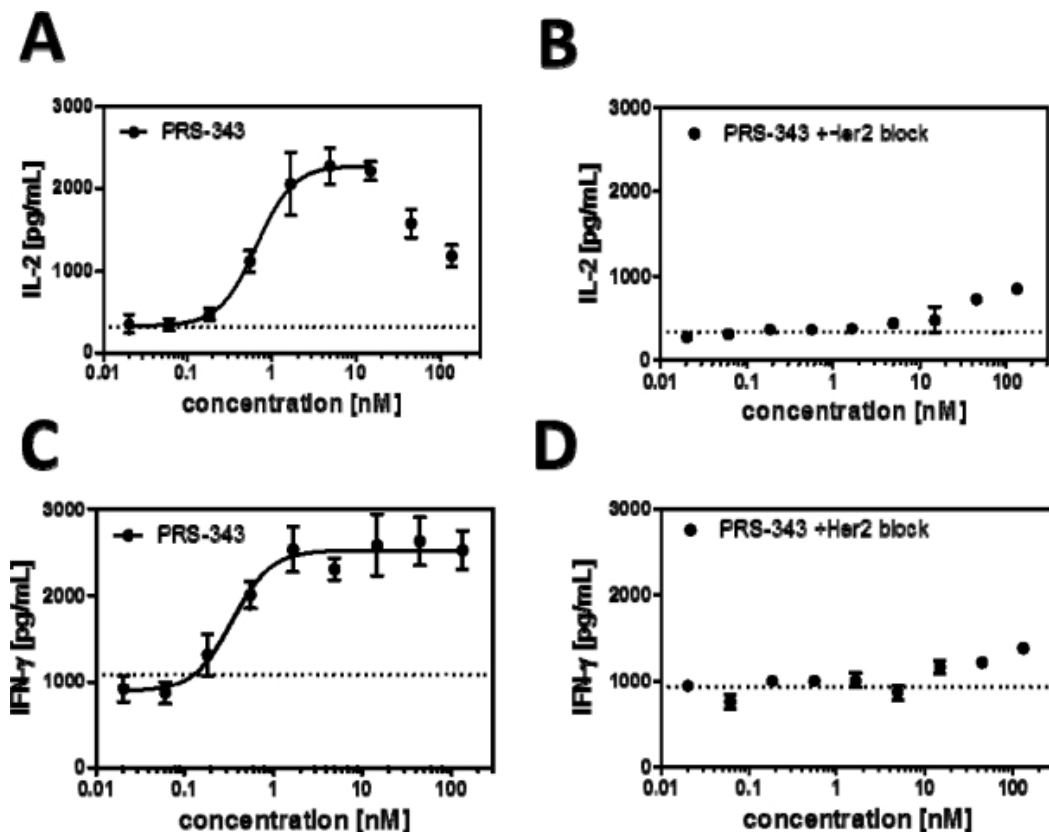 A
3000
2000
1000
0
IL-2 [pg/mL]
PRS-343
0.01 0.1 1 10 100
concentration [nM]
B
3000
2000
1000
0
IL-2 [pg/mL]
PRS-343 +Her2 block
0.01 0.1 1 10 100
concentration [nM]
C
3000
2000
1000
0
IFN-γ [pg/mL]
PRS-343
0.01 0.1 1 10 100
concentration [nM]
D
3000
2000
1000
0
IFN-γ [pg/mL]
PRS-343 +Her2 block
0.01 0.1 1 10 100
concentration [nM]